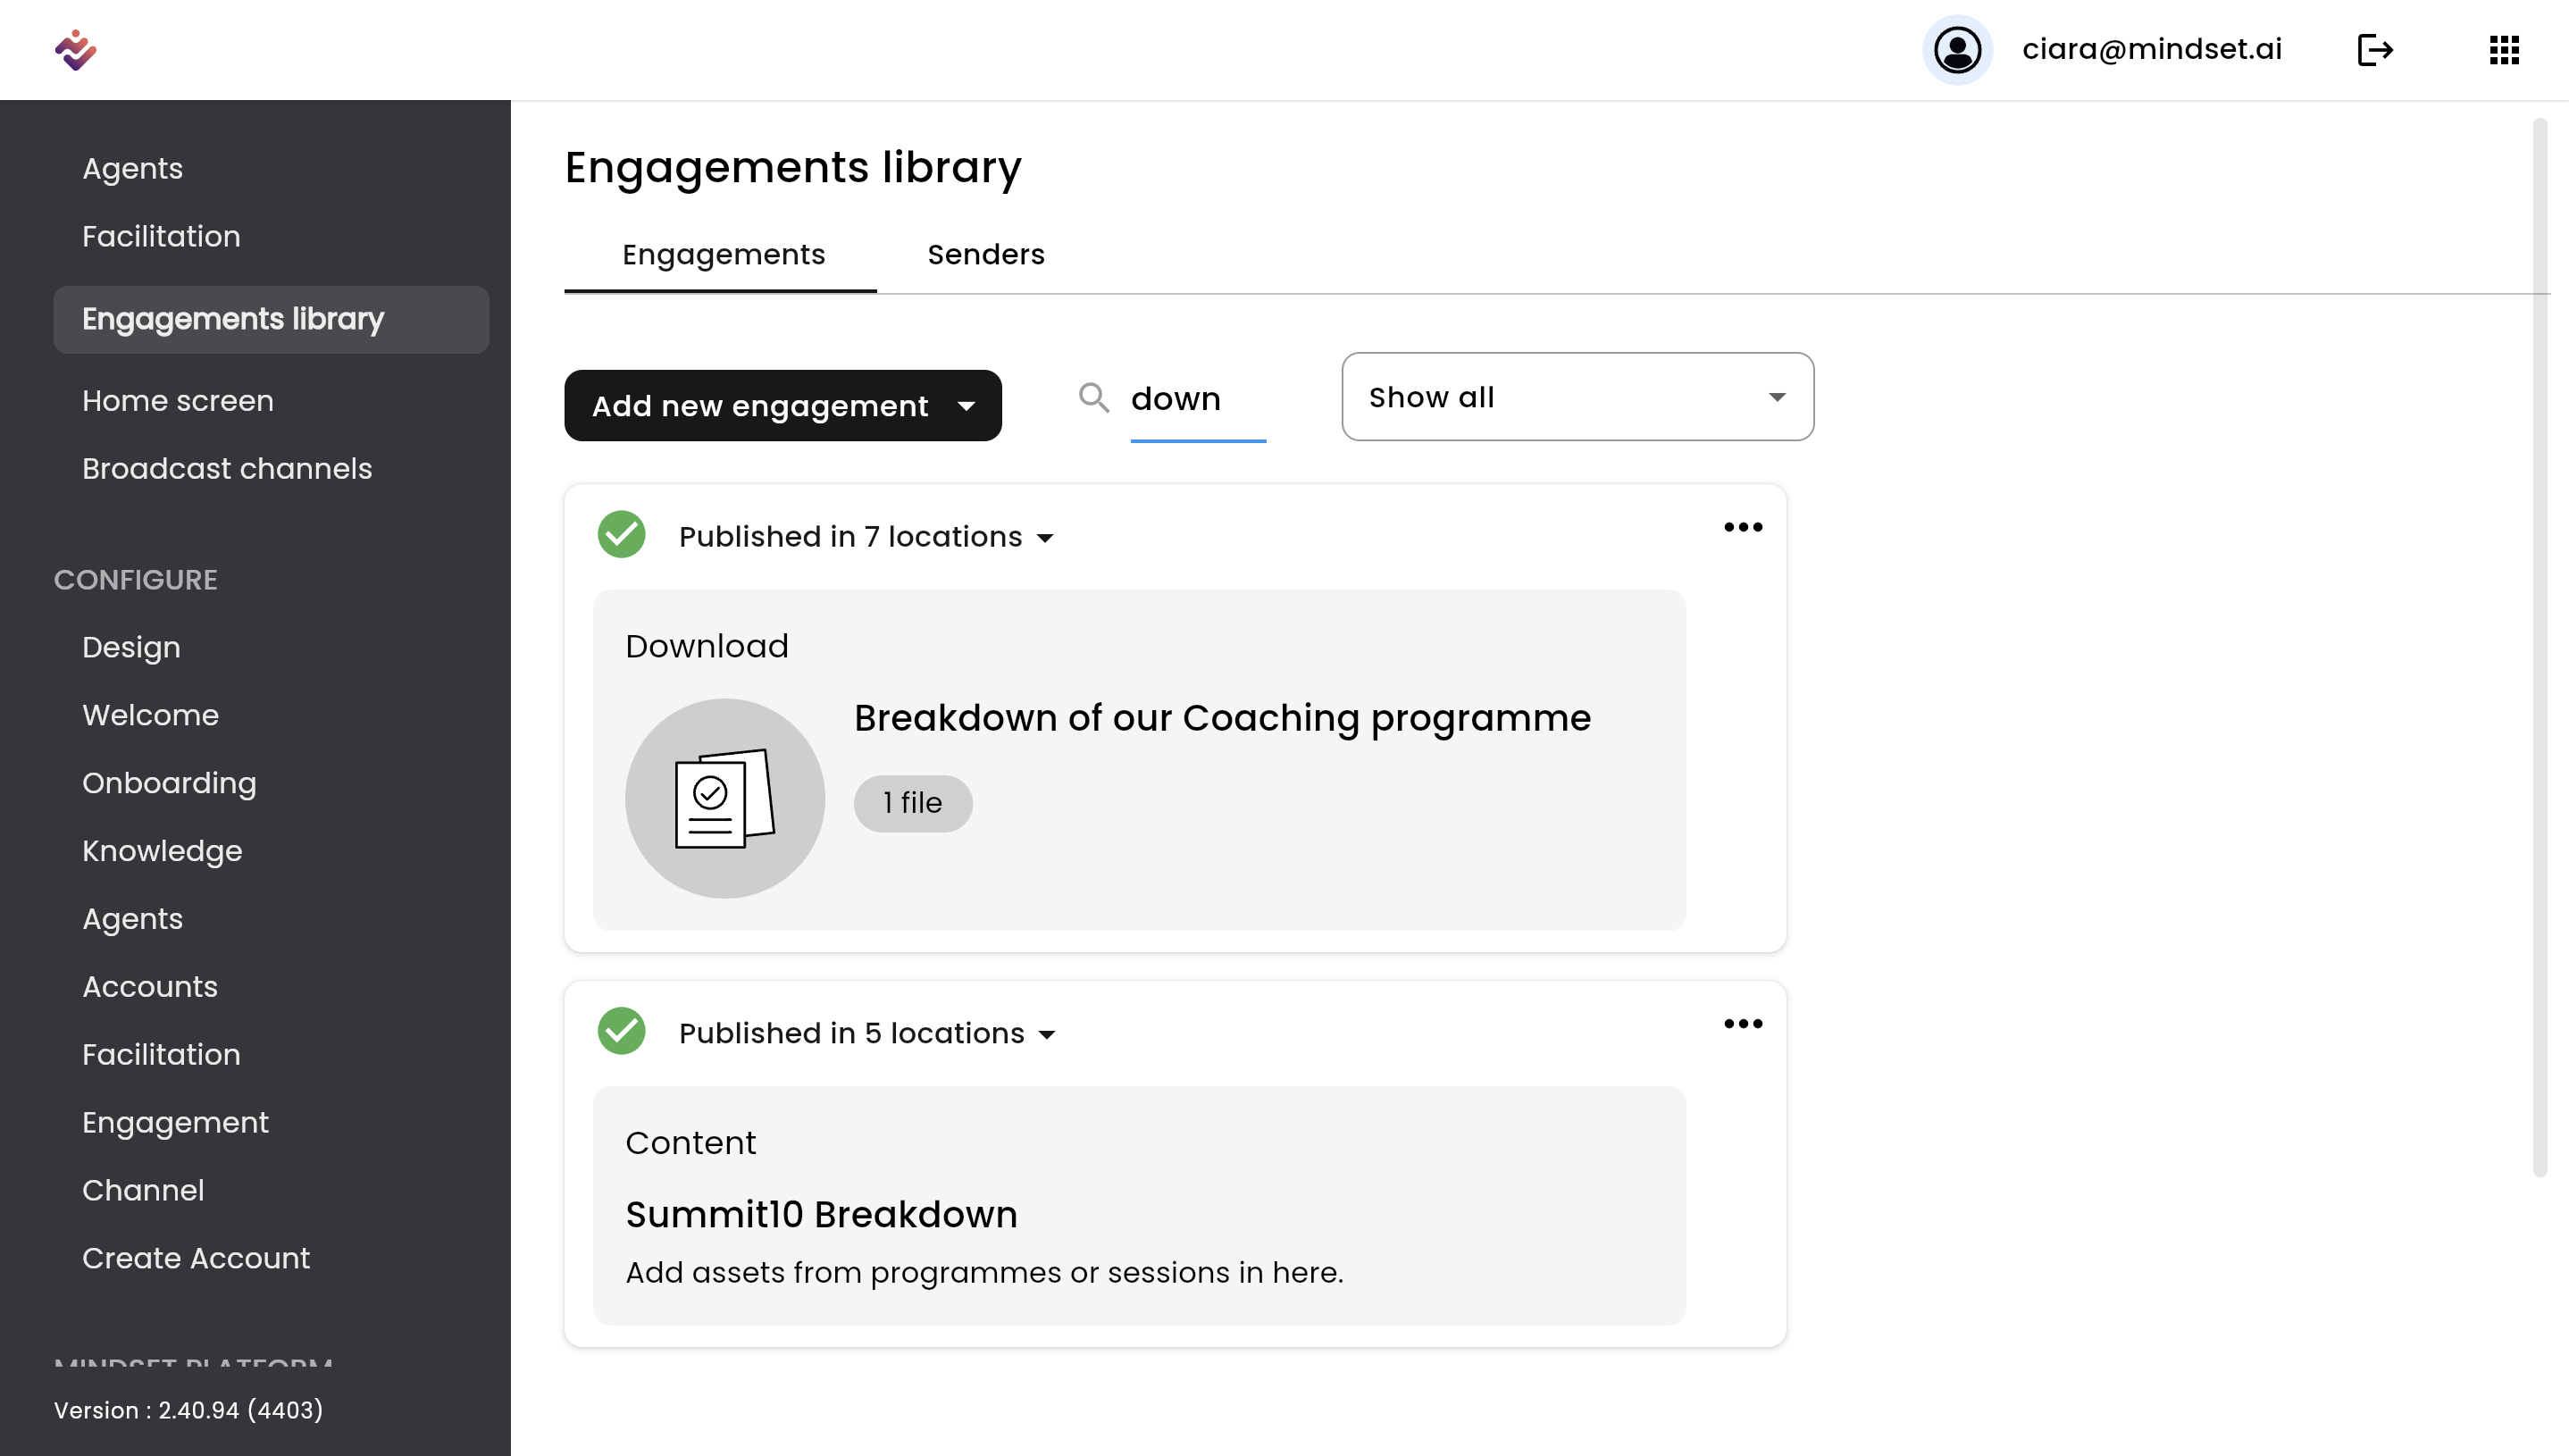 ciara@mindset.ai
Agents
Facilitation
Engagements library
Home screen
Broadcast channels
CONFIGURE
Design
Welcome
Onboarding
Knowledge
Agents
Accounts
Facilitation
Engagement
Channel
Create Account
MINDSET PLATFORM
Version : 2.40.94 (4403)
Engagements library
Engagements Senders
Add new engagement down Show all
Published in 7 locations
Download
Breakdown of our Coaching programme
1 file
Published in 5 locations
Content
Summit10 Breakdown
Add assets from programmes or sessions in here.